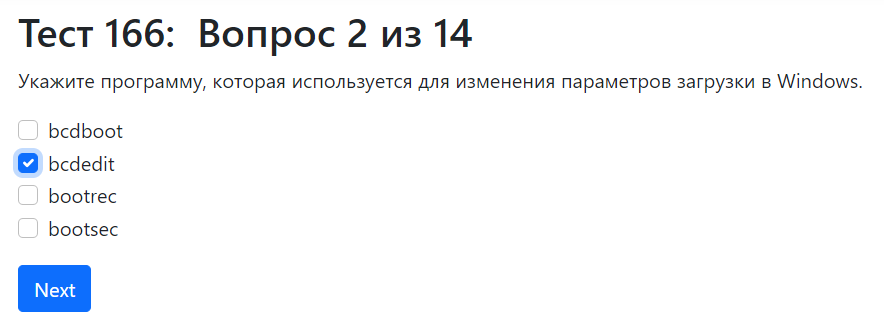 Тест 166: Вопрос 2 из 14
Укажите программу, которая используется для изменения параметров загрузки в Windows.
bcdboot
bcdedit
bootrec
bootsec
Next